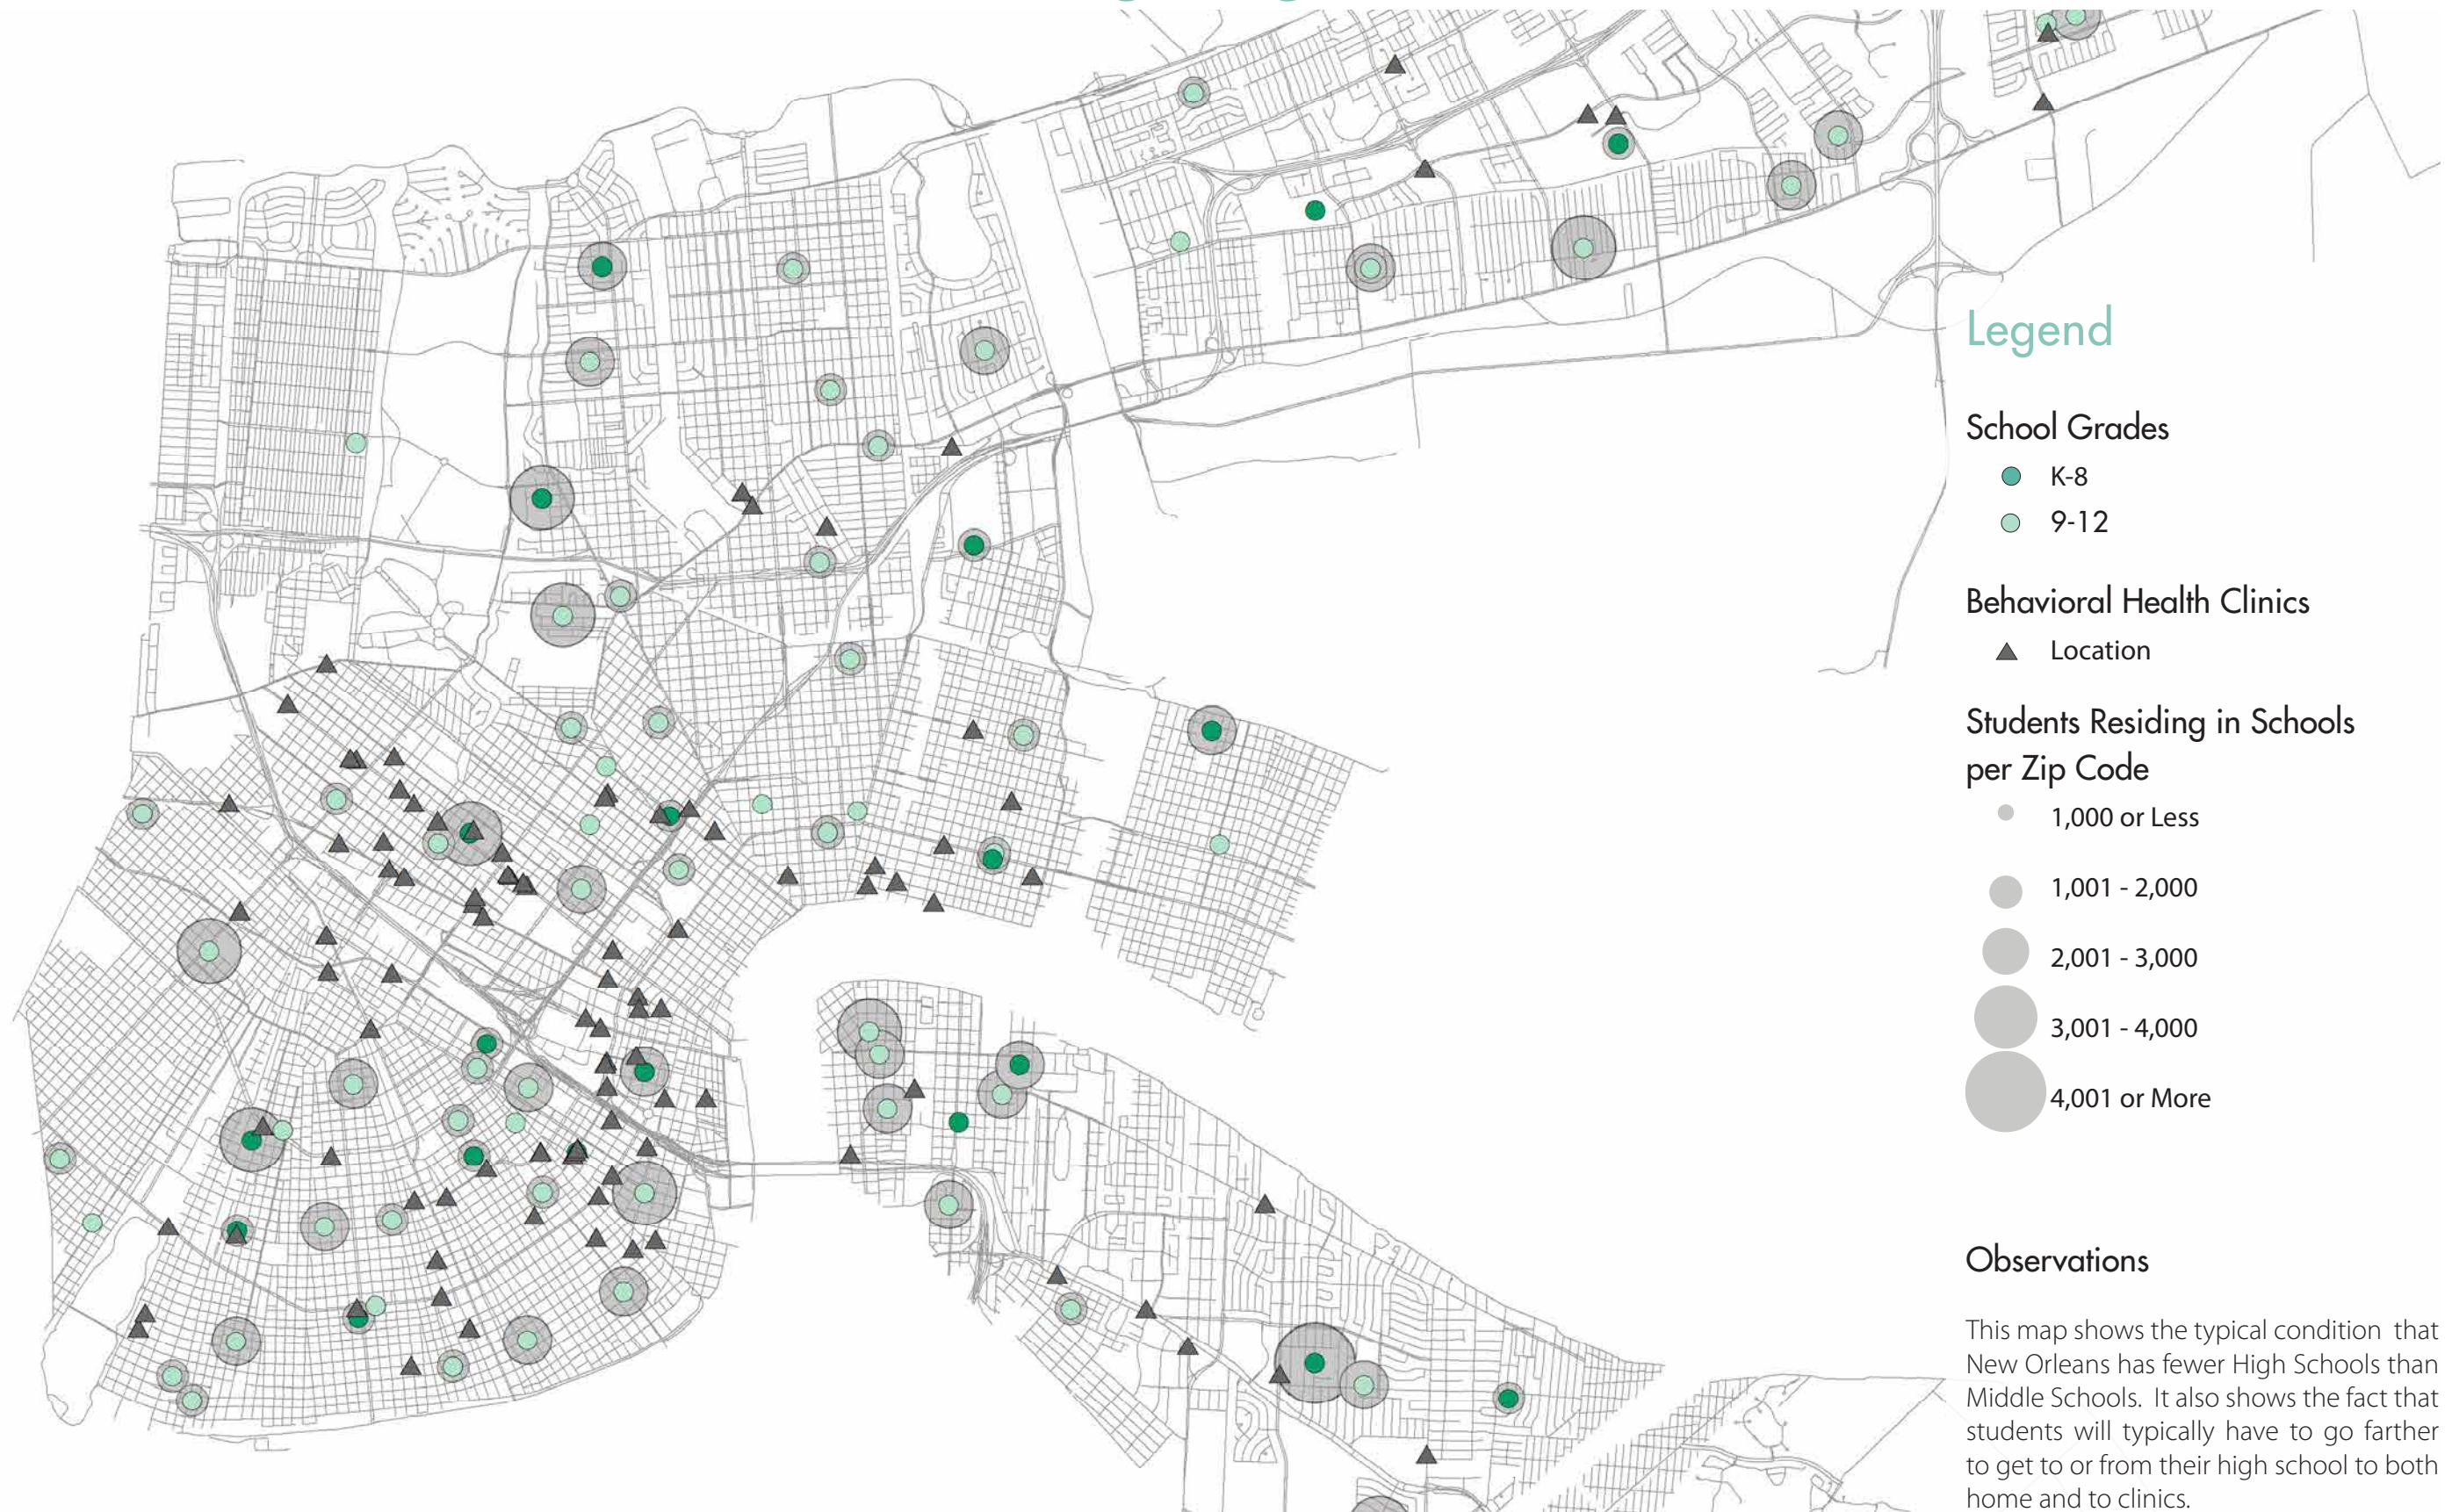 Legend
School Grades
K-8
9-12
Behavioral Health Clinics
Location
Students Residing in Schools
per Zip Code
1,000 or Less
1,001 - 2,000
2,001 - 3,000
3,001 - 4,000
4,001 or More
Observations
This map shows the typical condition that
New Orleans has fewer High Schools than
Middle Schools. It also shows the fact that
students will typically have to go farther
to get to or from their high school to both
home and to clinics.